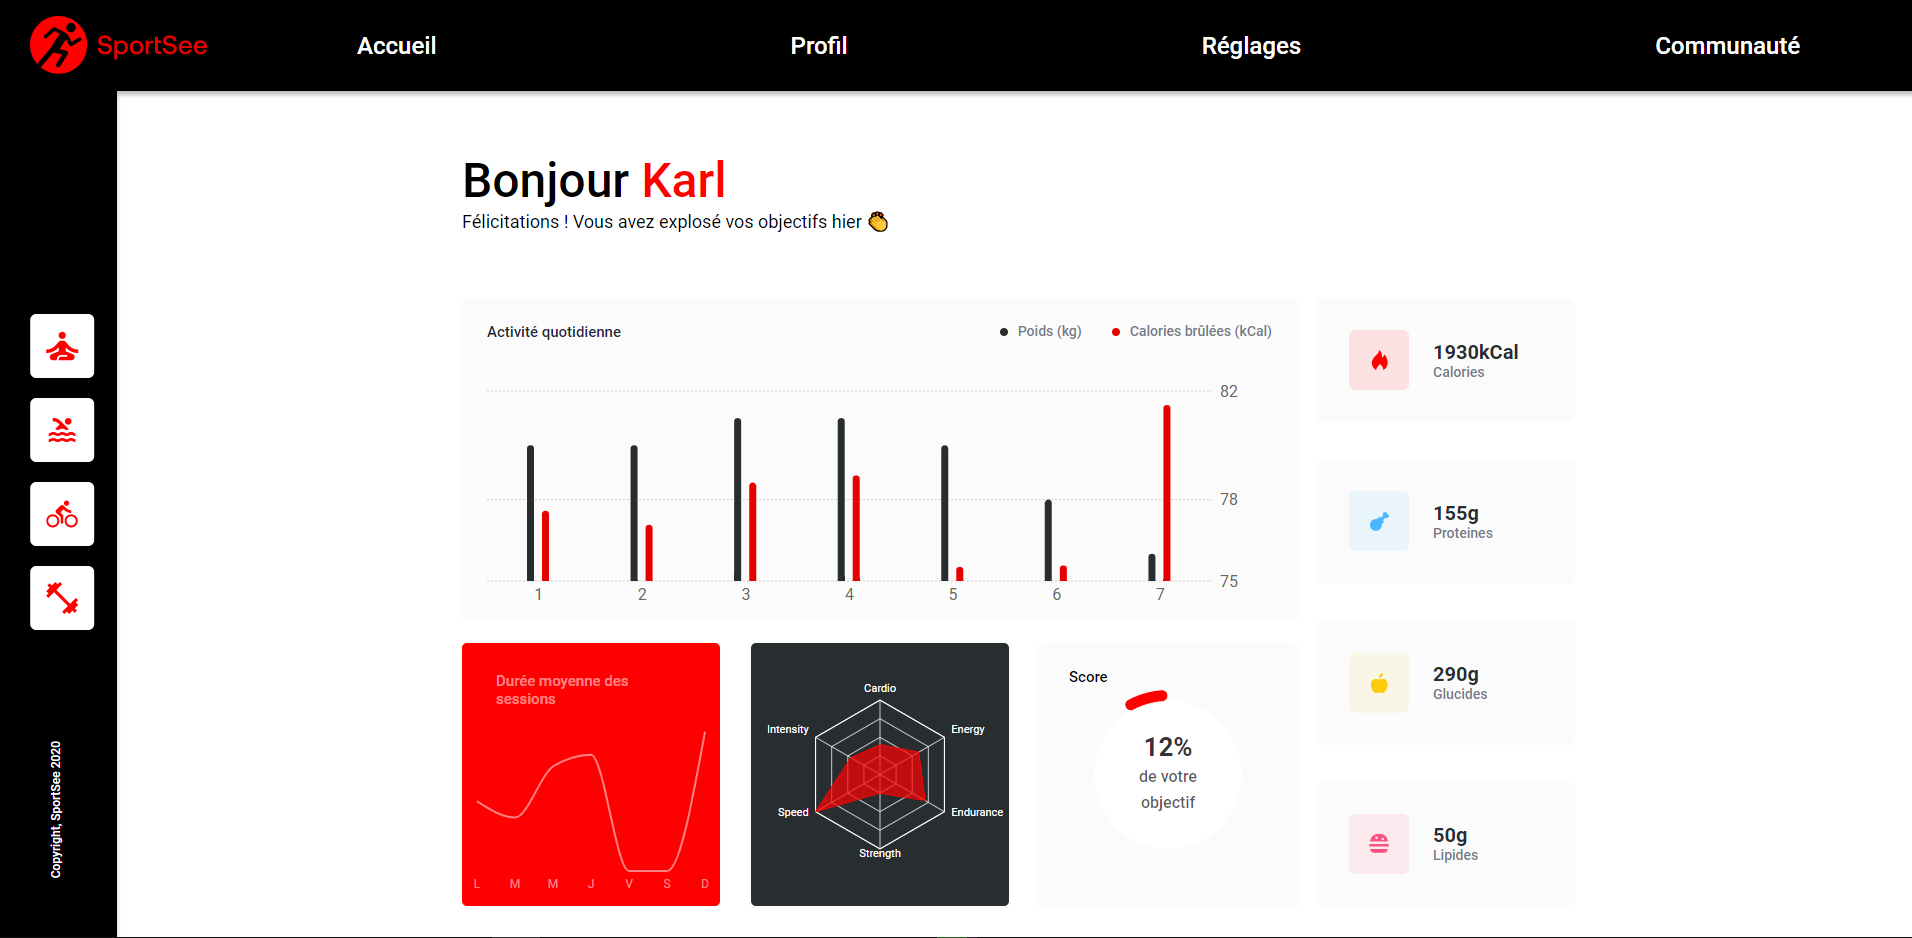 SportSee
Accueil
Profil
Réglages
Communauté
Bonjour Karl
Félicitations ! Vous avez explosé vos objectifs hier 👏
Activité quotidienne
Poids (kg)
Calories brûlées (kCal)
82
78
75
1 2 3 4 5 6 7
1930kCal
Calories
155g
Proteines
290g
Glucides
50g
Lipides
Durée moyenne des
sessions
L M M J V S D
Cardio
Energy
Endurance
Strength
Speed
Intensity
Score
12%
de votre
objectif
Copyright, SportSee 2020